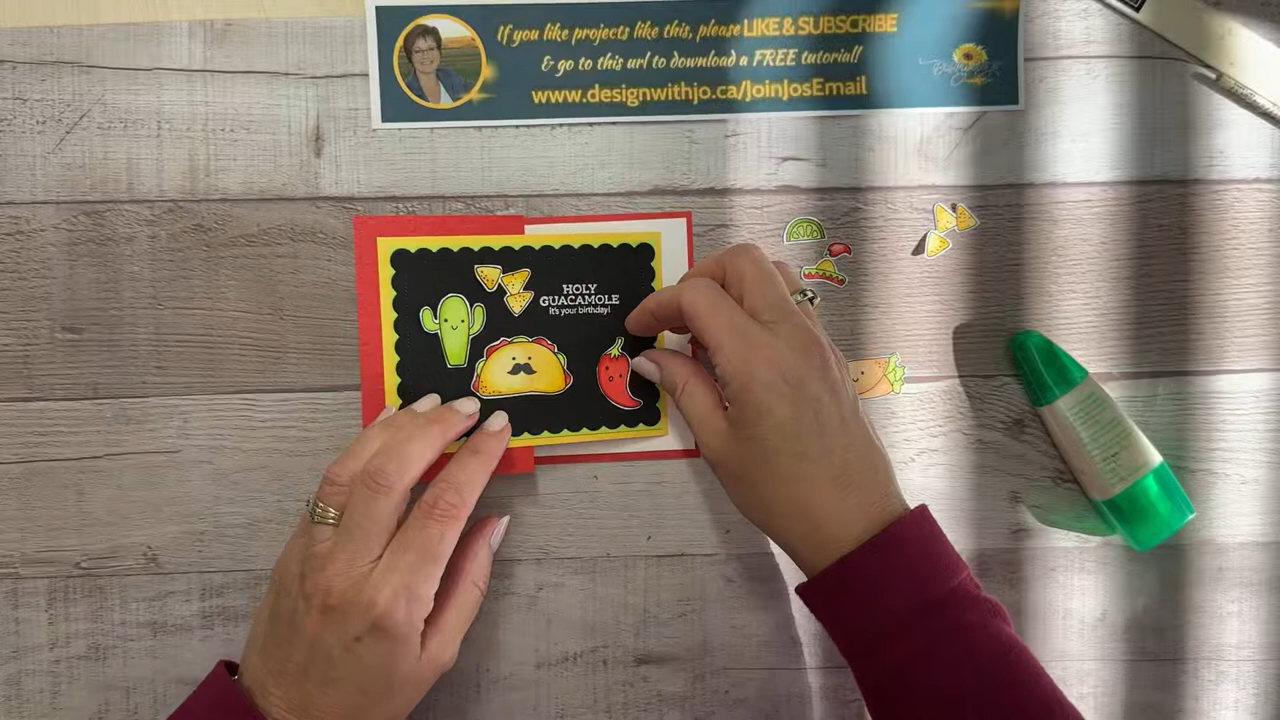 If you like projects like this, please LIKE & SUBSCRIBE
& go to this url to download a FREE tutorial!
www.designwithjo.ca/JoinJosEmail
HOLY
GUACAMOLE
It's your birthday!